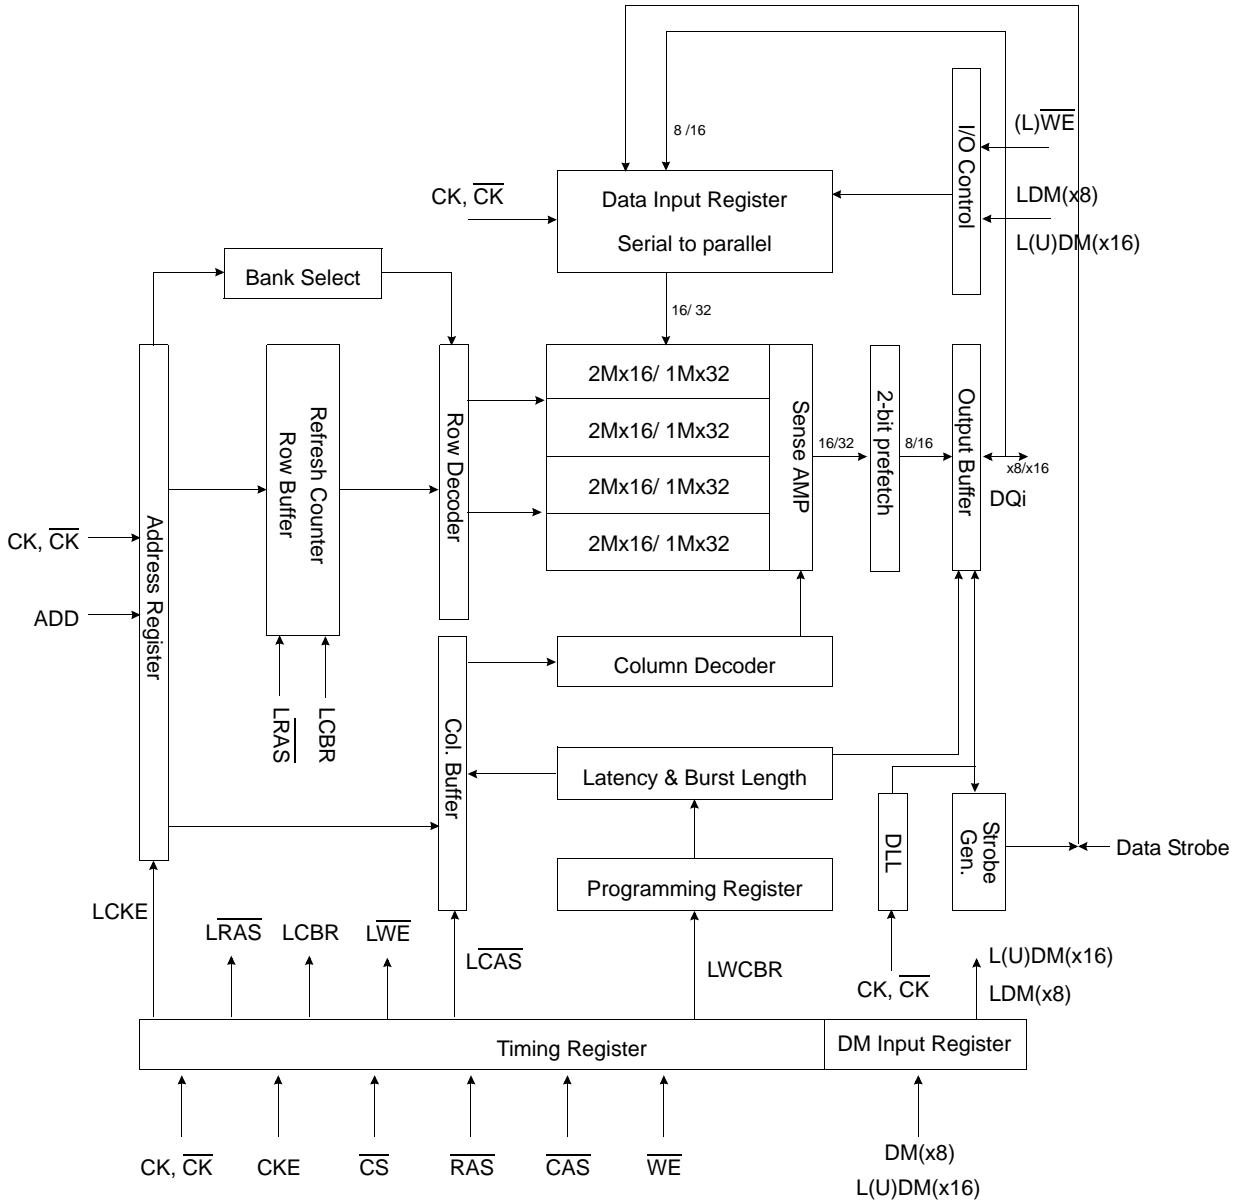 8 /16
I/O Control
(L)WE
LDM(x8)
L(U)DM(x16)
CK, CK
Data Input Register
Serial to parallel
16/ 32
Bank Select
Address Register
Refresh Counter
Row Buffer
Row Decoder
2Mx16/ 1Mx32
2Mx16/ 1Mx32
2Mx16/ 1Mx32
2Mx16/ 1Mx32
Sense AMP
16/32
2-bit prefetch
8/16
Output Buffer
x8/x16
DQi
CK, CK
ADD
LRAS
LCBR
Col. Buffer
Column Decoder
Latency & Burst Length
Programming Register
DLL
Strobe
Gen.
Data Strobe
LCKE
LRAS
LCBR
LWE
LCAS
LWCBR
CK, CK
L(U)DM(x16)
LDM(x8)
Timing Register
DM Input Register
CK, CK
CKE
CS
RAS
CAS
WE
DM(x8)
L(U)DM(x16)